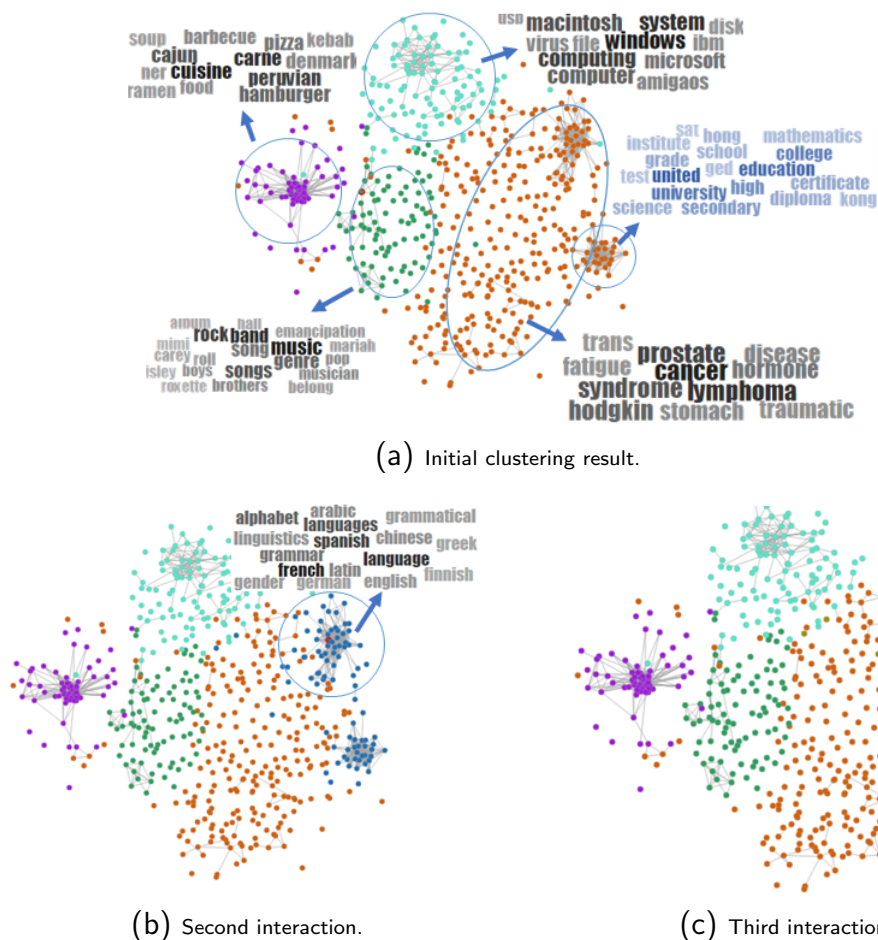 soup barbecue pizza kebab
cajun carne denmark
ner cuisine peruvian
ramen food hamburger
usb macintosh system disk
virus file windows ibm
computing microsoft
computer amigaos
sat hong mathematics
institute school college
grade ged education
test united high certificate
university diploma kong
science secondary
album hall emancipation
rock band music mariah
mimi song genre pop
carey roll songs musician
isley boys brothers belong
roxette
trans prostate disease
fatigue cancer hormone
syndrome lymphoma
hodgkin stomach traumatic
(a) Initial clustering result.
arabic
alphabet languages grammatical
linguistics spanish chinese greek
grammar language
french latin finnish
gender german english
(b) Second interaction.
(c) Third interaction